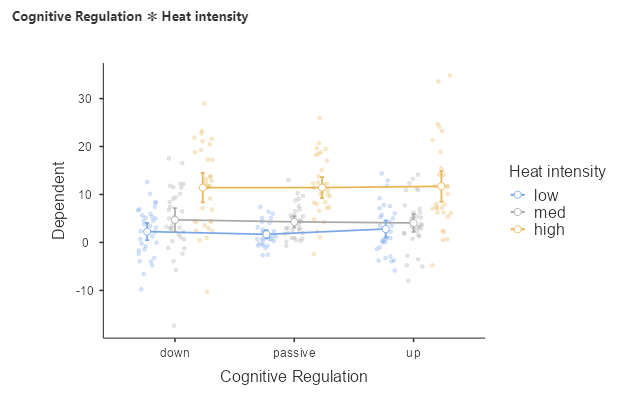 Cognitive Regulation ✻ Heat intensity
30
20
10
0
-10
Dependent
down
passive
up
Cognitive Regulation
Heat intensity
low
med
high